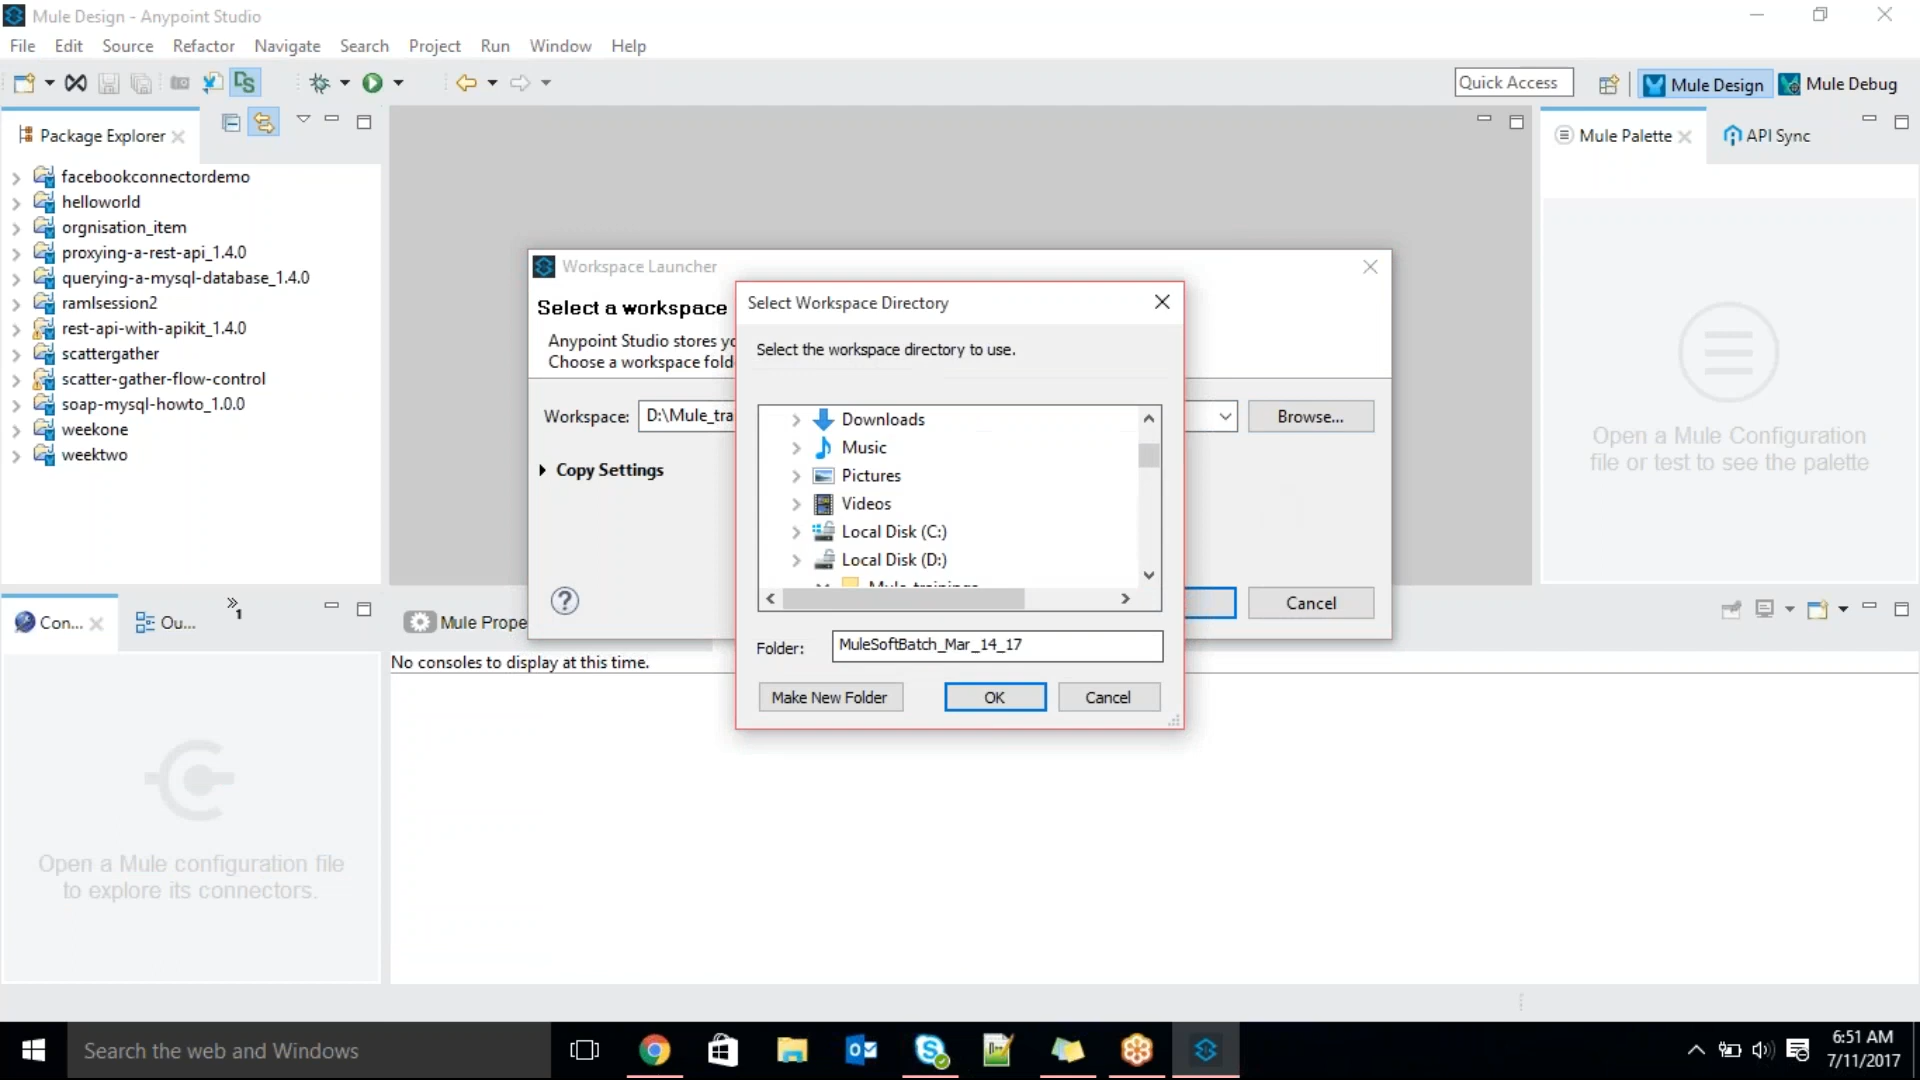 Mule Design - Anypoint Studio
File Edit Source Refactor Navigate Search Project Run Window Help
Quick Access
Mule Design
Mule Debug
Package Explorer
facebookconnectordemo
helloworld
orgnisation_item
proxying-a-rest-api_1.4.0
querying-a-mysql-database_1.4.0
ramlsession2
rest-api-with-apikit_1.4.0
scattergather
scatter-gather-flow-control
soap-mysql-howto_1.0.0
weekone
weektwo
Mule Palette
API Sync
Open a Mule Configuration
file or test to see the palette
Workspace Launcher
Select a workspace
Anypoint Studio stores yo
Choose a workspace fold
Workspace: D:\Mule_tra
Browse...
Copy Settings
Cancel
Select Workspace Directory
Select the workspace directory to use.
Downloads
Music
Pictures
Videos
Local Disk (C:)
Local Disk (D:)
Folder: MuleSoftBatch_Mar_14_17
Make New Folder
OK
Cancel
Con...
Ou...
1
Mule Prope
No consoles to display at this time.
Open a Mule configuration file
to explore its connectors.
Search the web and Windows
6:51 AM
7/11/2017